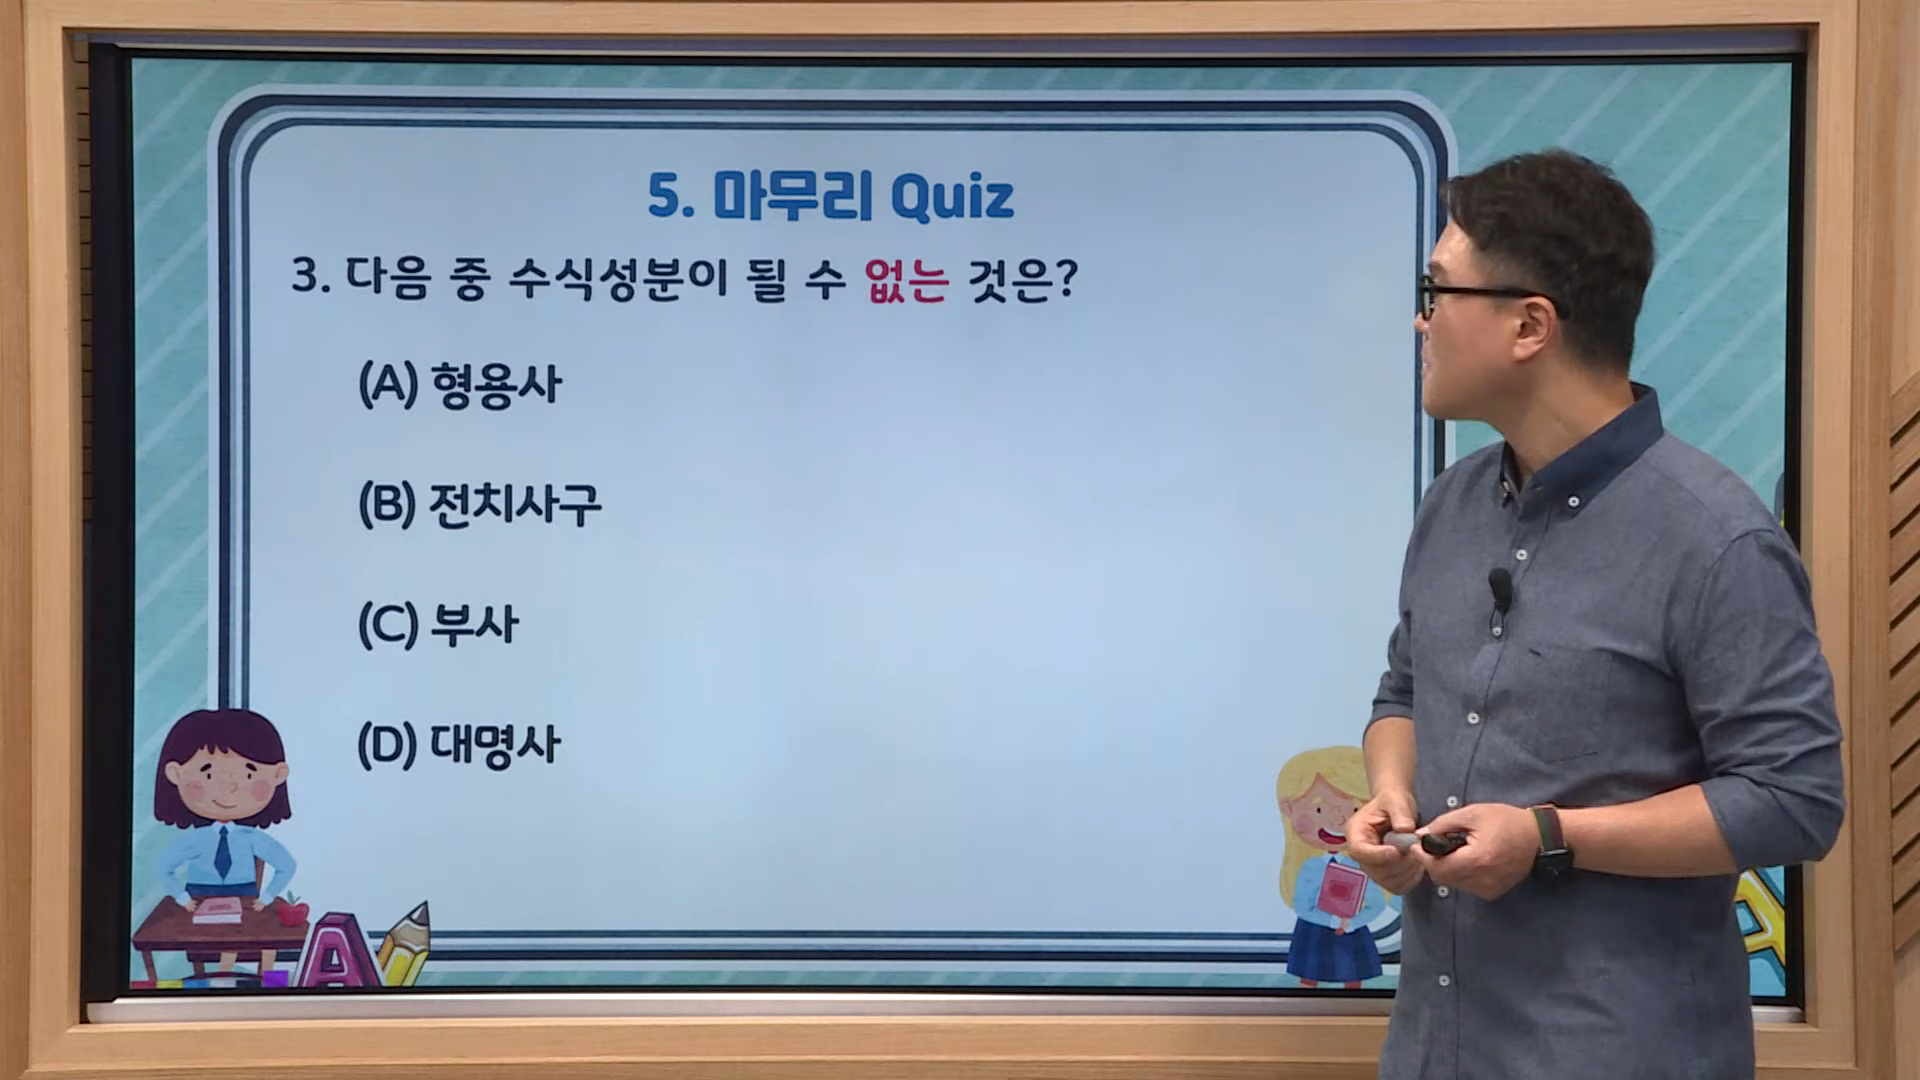 5. 마무리 Quiz
3. 다음 중 수식성분이 될 수 없는 것은?
(A) 형용사
(B) 전치사구
(C) 부사
(D) 대명사
A